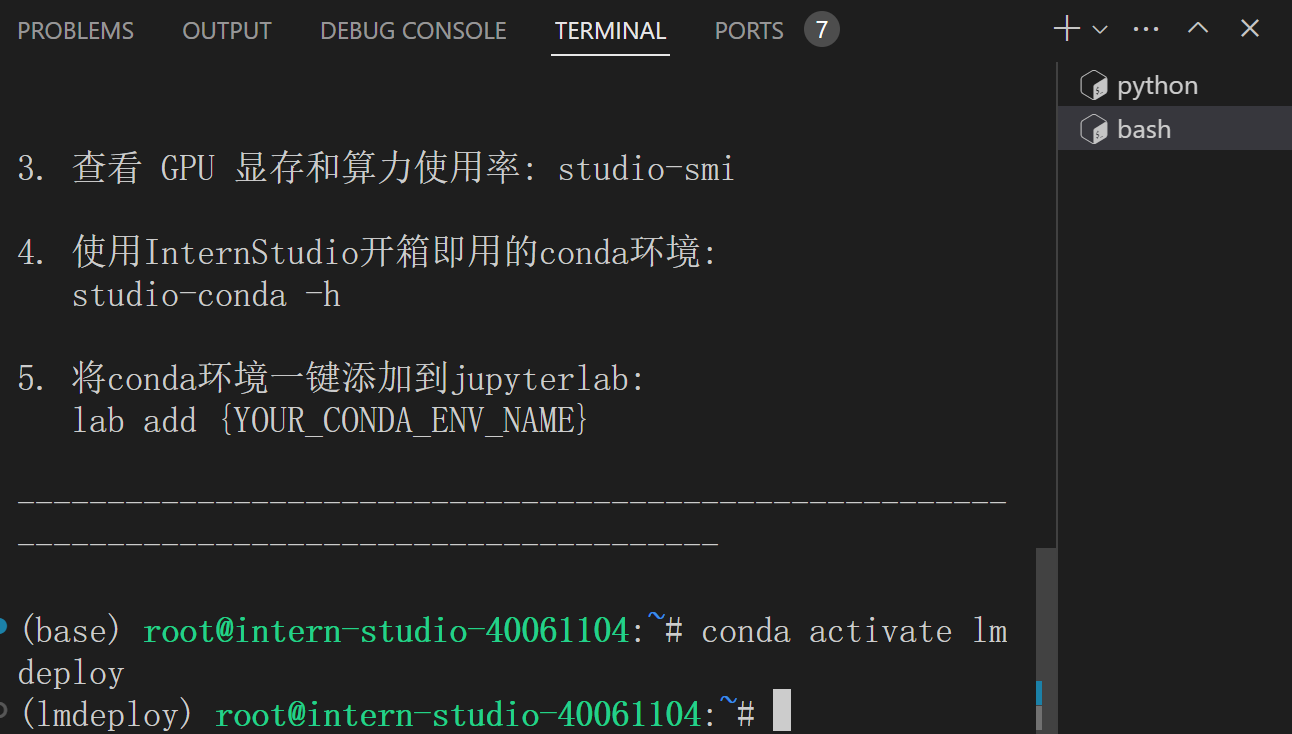 PROBLEMS OUTPUT DEBUG CONSOLE TERMINAL PORTS 7
python
bash
3. 查看 GPU 显存和算力使用率: studio-smi
4. 使用InternStudio开箱即用的conda环境:
studio-conda -h
5. 将conda环境一键添加到jupyterlab:
lab add {YOUR_CONDA_ENV_NAME}
-------------------------------------------------------
---------------------------------------
(base) root@intern-studio-40061104:~# conda activate lm
deploy
(lmdeploy) root@intern-studio-40061104:~#